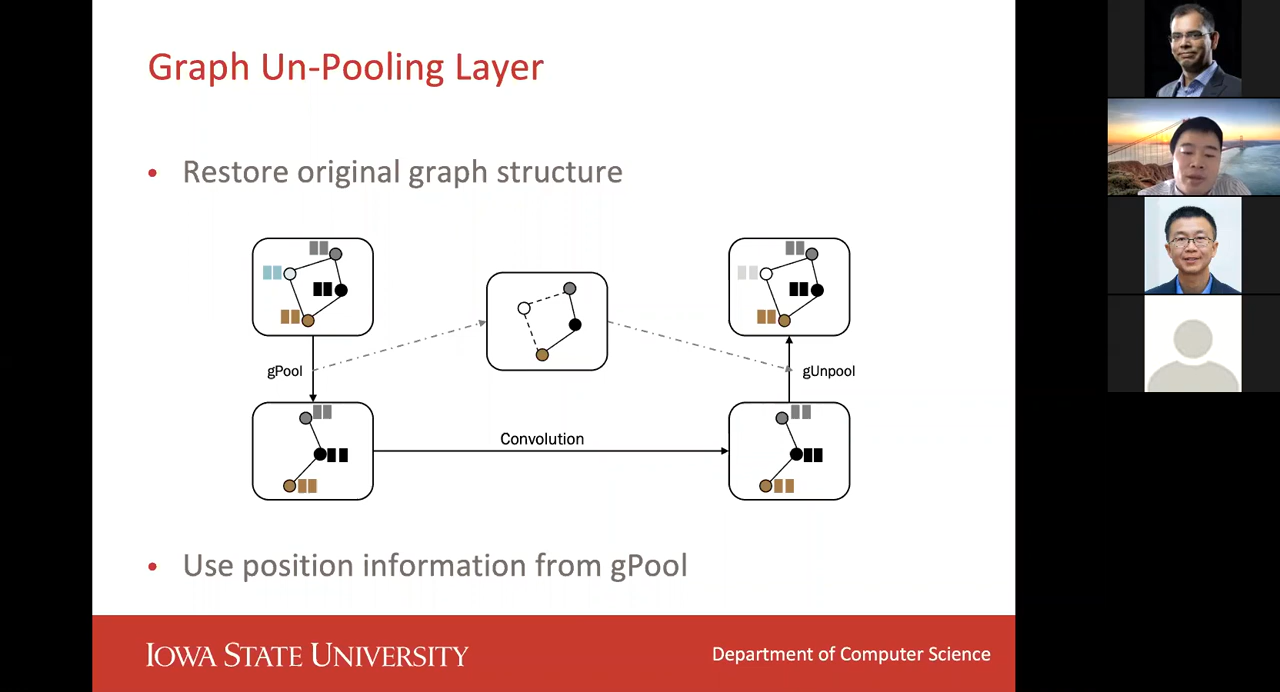 Graph Un-Pooling Layer
• Restore original graph structure
gPool
gUnpool
Convolution
• Use position information from gPool
IOWA STATE UNIVERSITY
Department of Computer Science